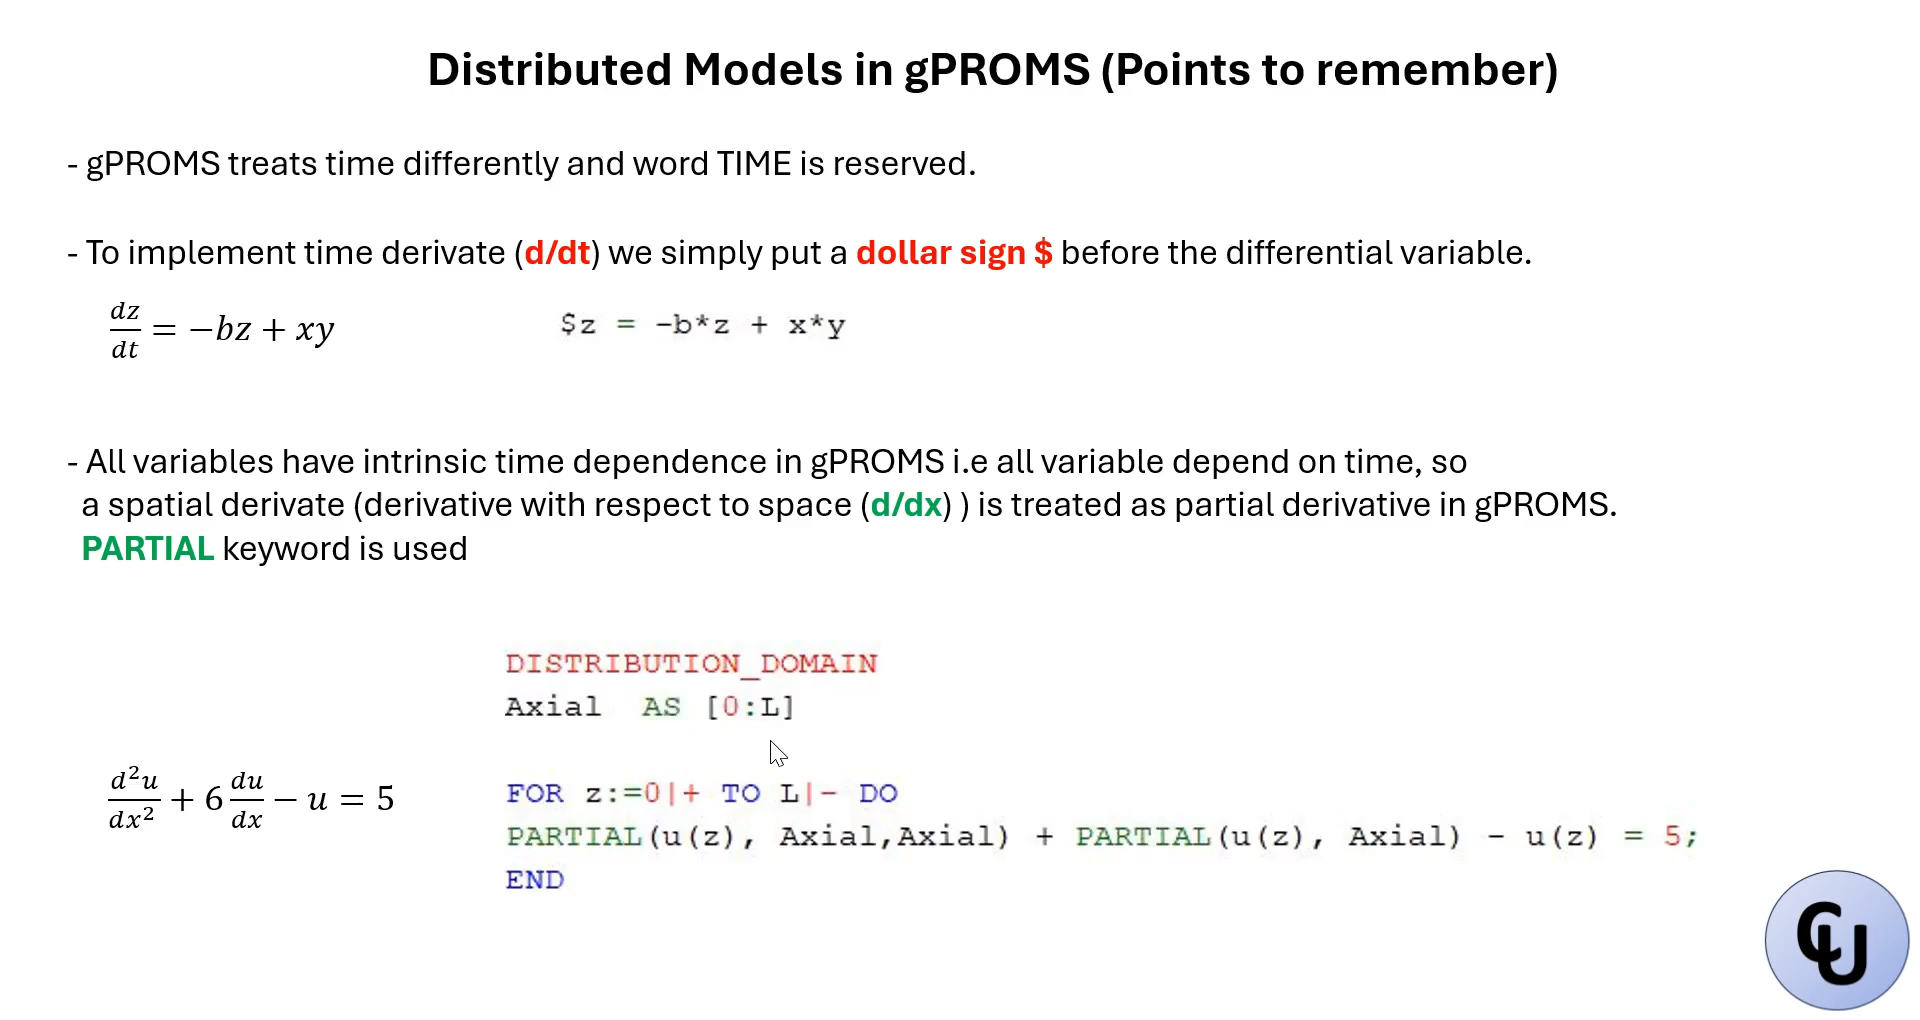 Distributed Models in gPROMS (Points to remember)
- gPROMS treats time differently and word TIME is reserved.
- To implement time derivate (d/dt) we simply put a dollar sign $ before the differential variable.
dz/dt = −bz + xy
$z = -b*z + x*y
- All variables have intrinsic time dependence in gPROMS i.e all variable depend on time, so
a spatial derivate (derivative with respect to space (d/dx) ) is treated as partial derivative in gPROMS.
PARTIAL keyword is used
DISTRIBUTION_DOMAIN
Axial AS [0:L]
d²u/dx² + 6 du/dx − u = 5
FOR z:=0|+ TO L|- DO
PARTIAL(u(z), Axial,Axial) + PARTIAL(u(z), Axial) - u(z) = 5;
END
CU